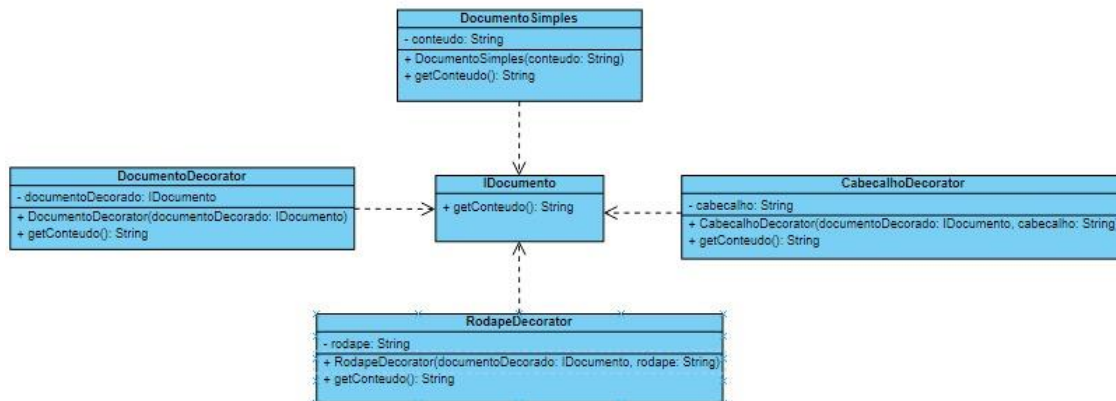 DocumentoSimples
- conteudo: String
+ DocumentoSimples(conteudo: String)
+ getConteudo(): String
DocumentoDecorator
- documentoDecorado: IDocumento
+ DocumentoDecorator(documentoDecorado: IDocumento)
+ getConteudo(): String
IDocumento
+ getConteudo(): String
CabecalhoDecorator
- cabecalho: String
+ CabecalhoDecorator(documentoDecorado: IDocumento, cabecalho: String
+ getConteudo(): String
RodapeDecorator
- rodape: String
+ RodapeDecorator(documentoDecorado: IDocumento, rodape: String)
+ getConteudo(): String